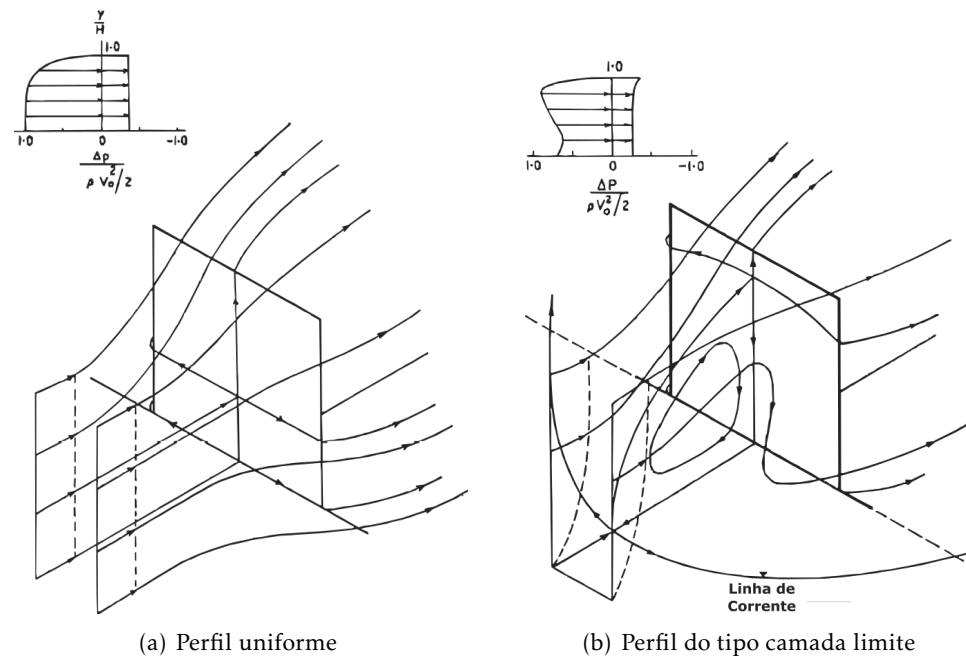 y
H
1.0
1.0
0
-1.0
Δp
ρ V₀²/2
(a) Perfil uniforme
1.0
1.0
0
-1.0
ΔP
ρV₀²/2
Linha de
Corrente
(b) Perfil do tipo camada limite